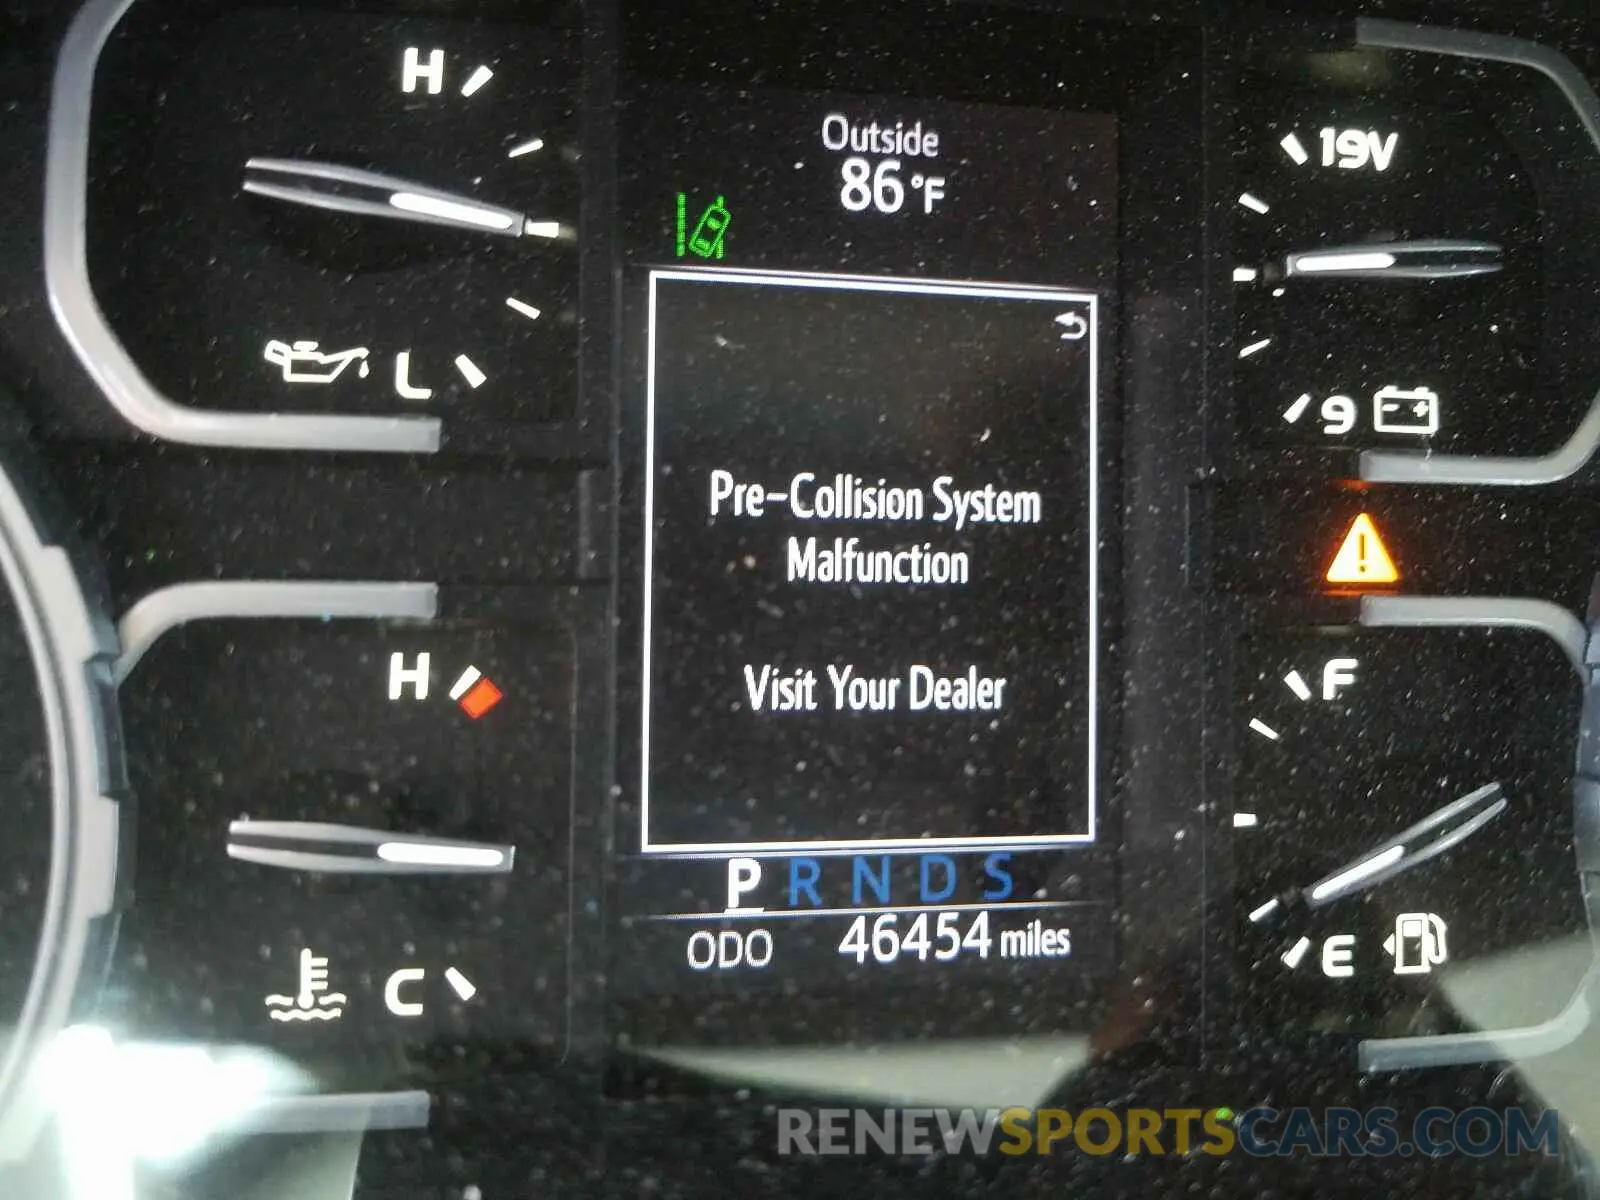 H
Outside
86 °F
19V
L
9
Pre-Collision System
Malfunction
Visit Your Dealer
H
F
P R N D S
ODO 46454 miles
C
E
RENEWSPORTSCARS.COM